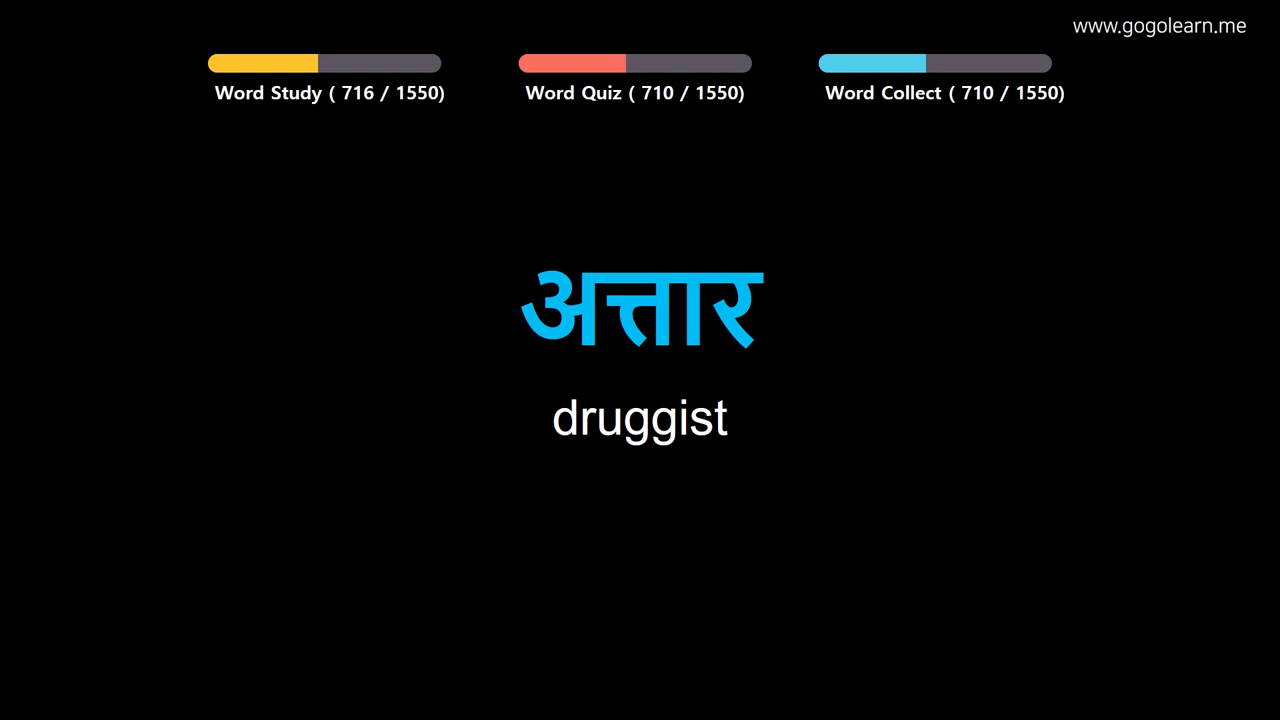 www.gogolearn.me
Word Study ( 716 / 1550)
Word Quiz ( 710 / 1550)
Word Collect ( 710 / 1550)
अत्तार
druggist